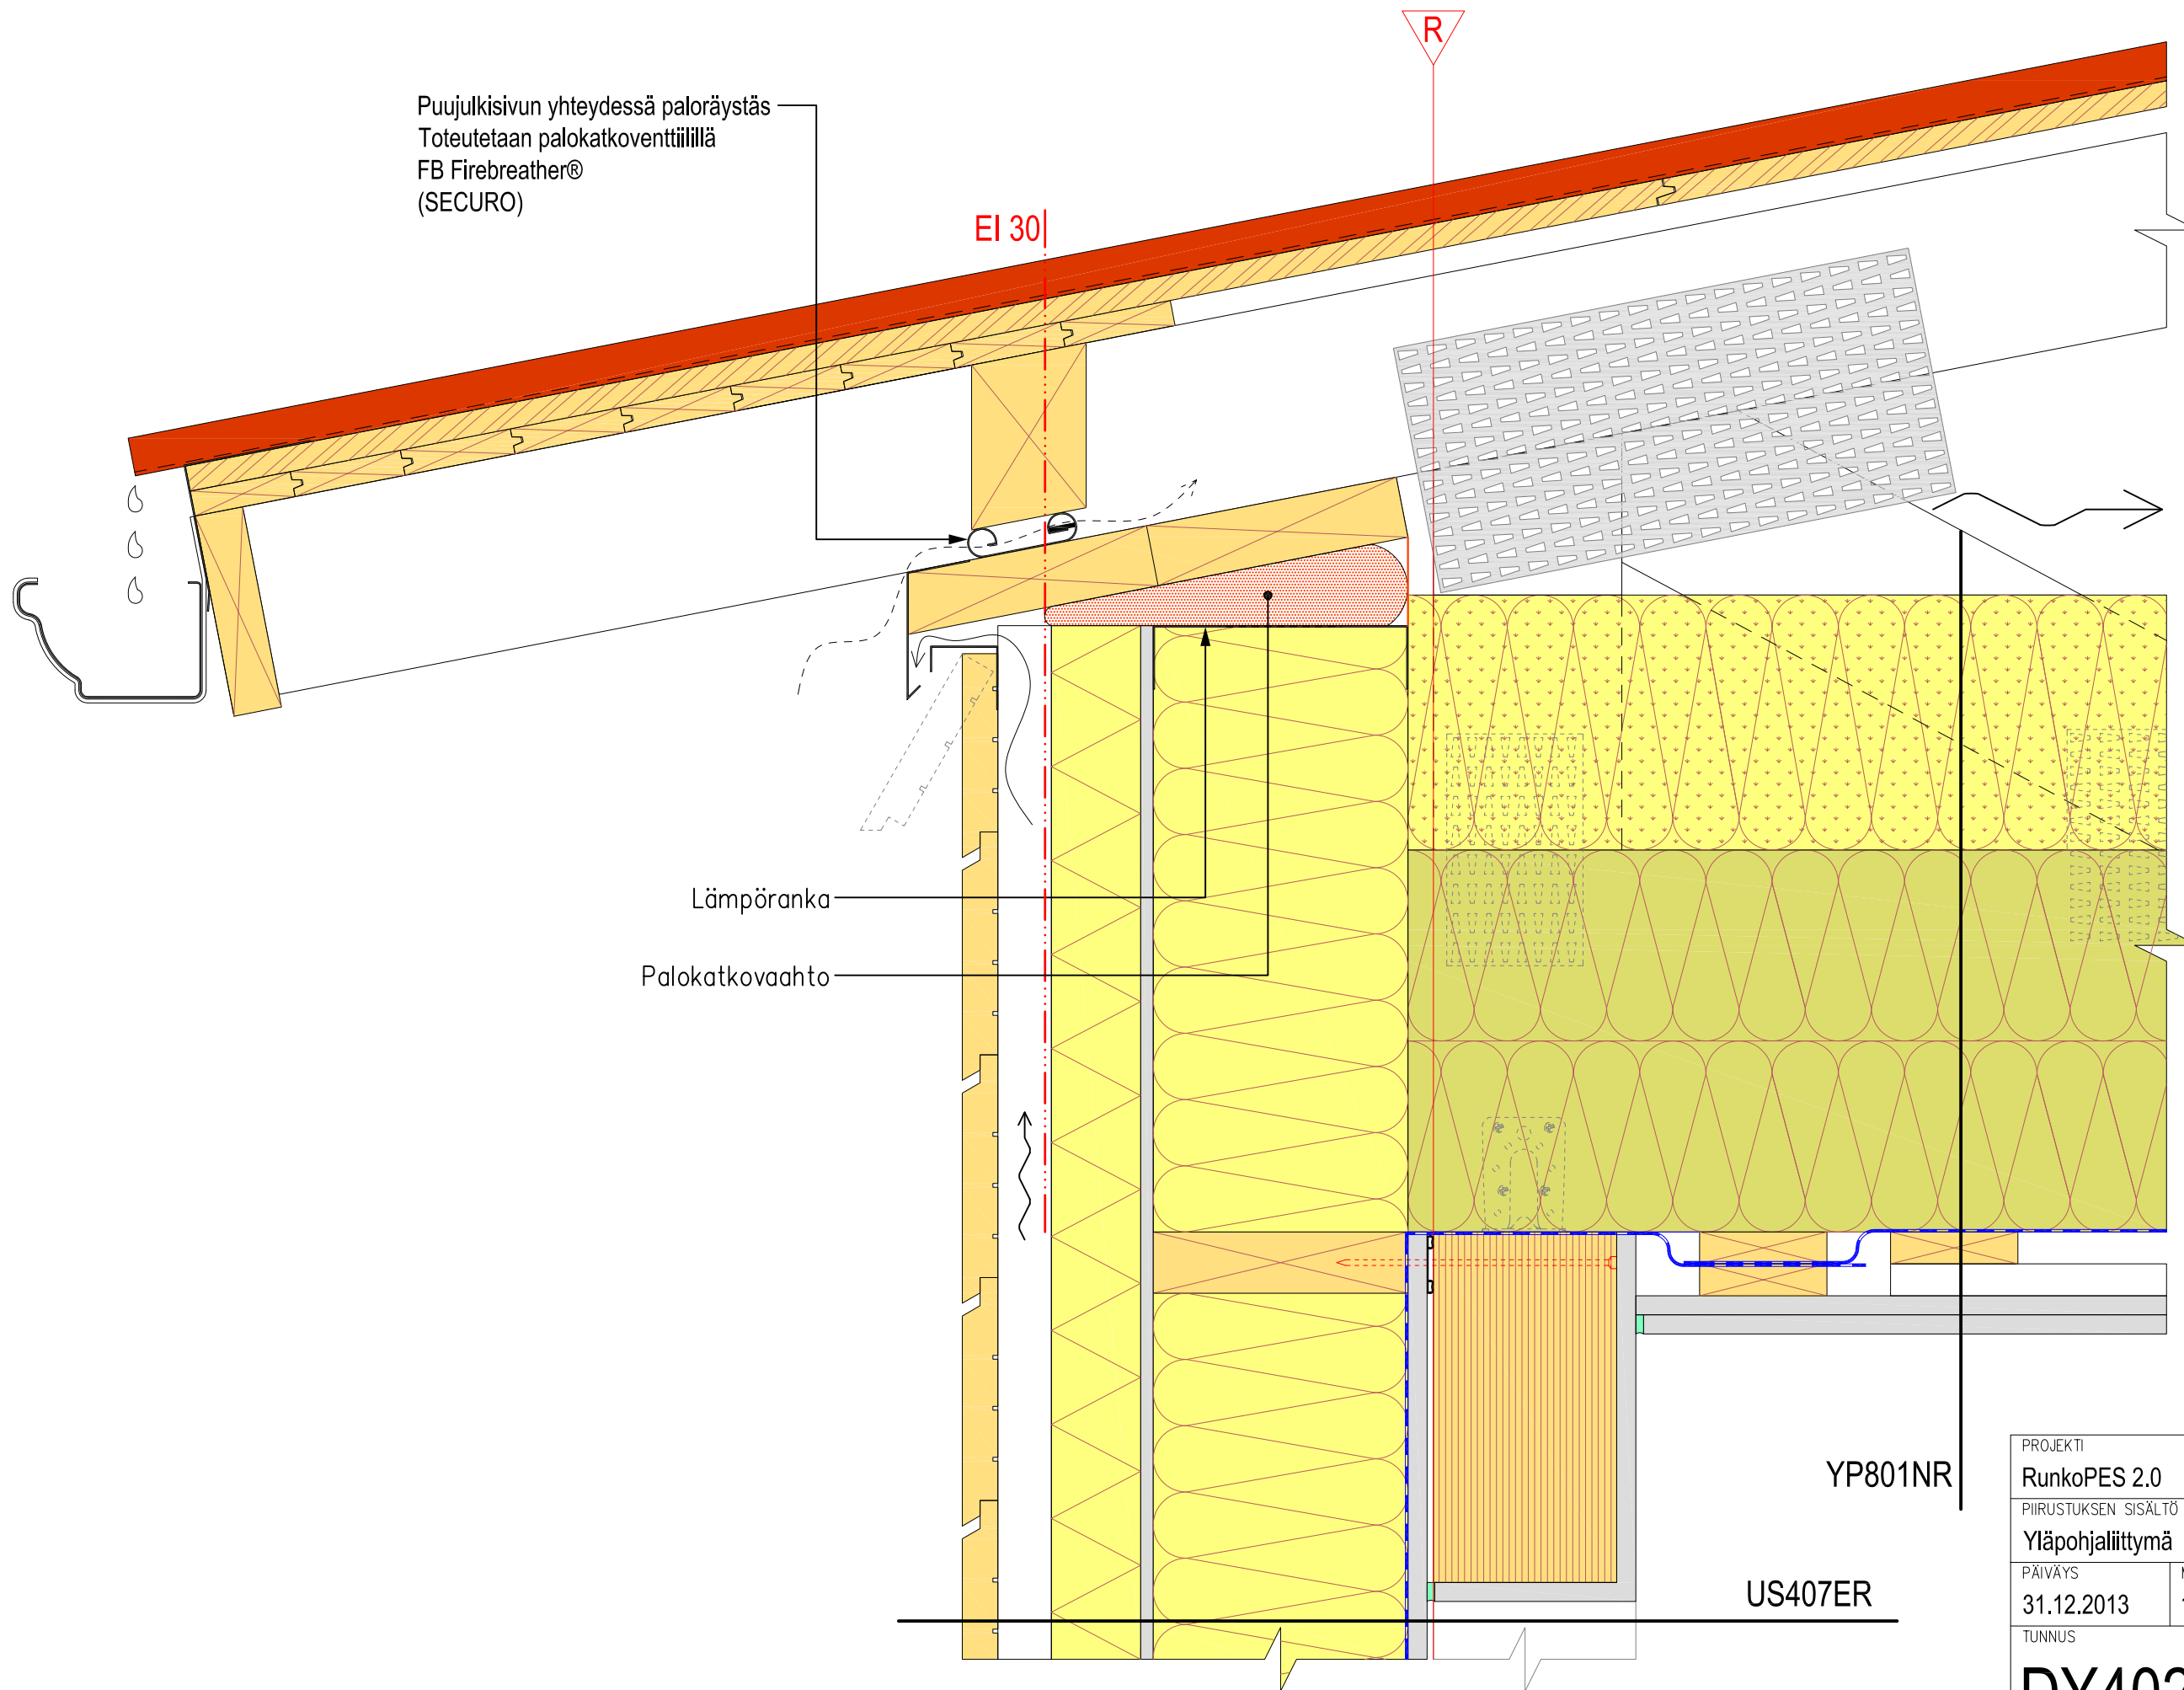 R
Puujulkisivun yhteydessä paloräystäs
Toteutetaan palokatkoventtiilillä
FB Firebreather®
(SECURO)
EI 30
Lämpöranka
Palokatkovaahto
YP801NR
US407ER
PROJEKTI
RunkoPES 2.0
PIIRUSTUKSEN SISÄLTÖ
Yläpohjaliittymä
PÄIVÄYS
31.12.2013
TUNNUS
DY403